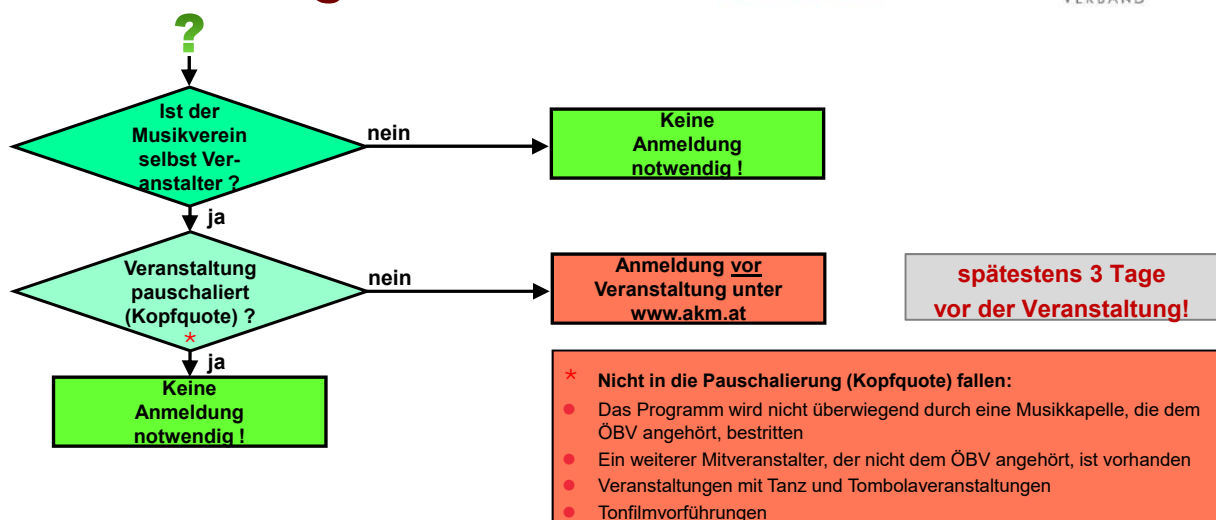 ?
Ist der
Musikverein
selbst Ver-
anstalter ?
nein
Keine
Anmeldung
notwendig !
ja
Veranstaltung
pauschaliert
(Kopfquote) ?
*
nein
Anmeldung vor
Veranstaltung unter
www.akm.at
spätestens 3 Tage
vor der Veranstaltung!
ja
Keine
Anmeldung
notwendig !
* Nicht in die Pauschalierung (Kopfquote) fallen:
● Das Programm wird nicht überwiegend durch eine Musikkapelle, die dem
ÖBV angehört, bestritten
● Ein weiterer Mitveranstalter, der nicht dem ÖBV angehört, ist vorhanden
● Veranstaltungen mit Tanz und Tombolaveranstaltungen
● Tonfilmvorführungen